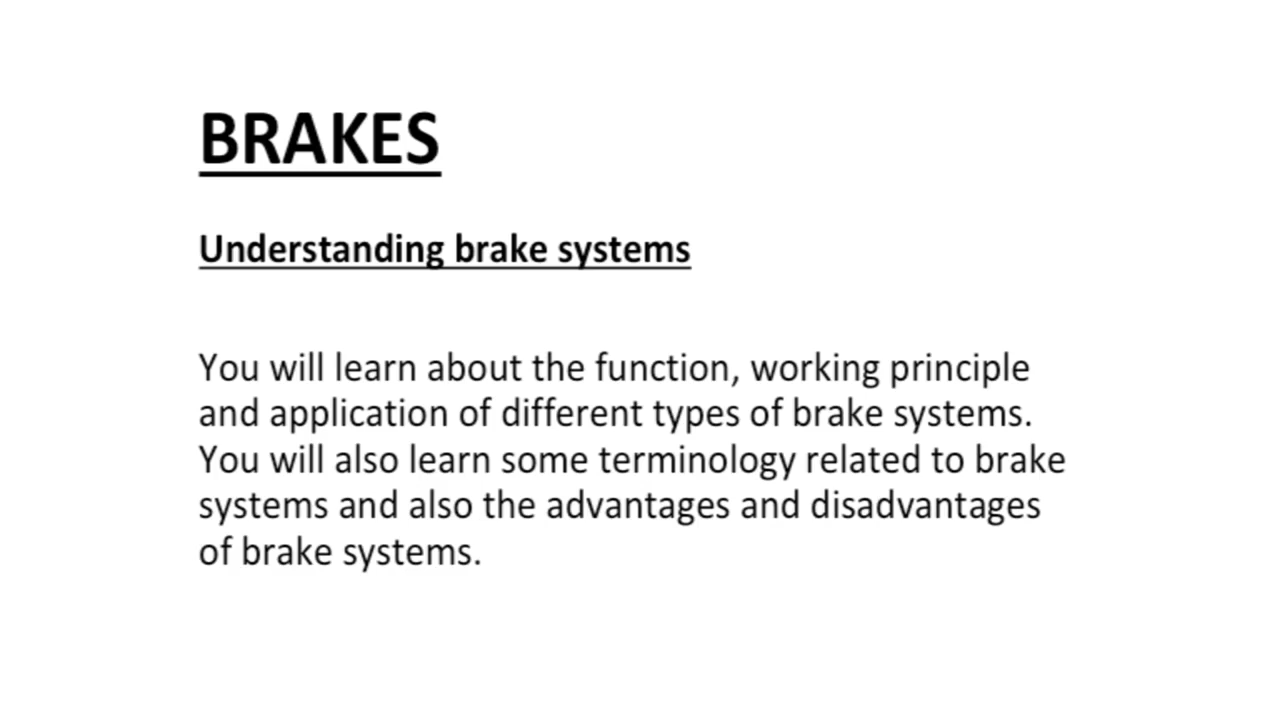 BRAKES
Understanding brake systems
You will learn about the function, working principle
and application of different types of brake systems.
You will also learn some terminology related to brake
systems and also the advantages and disadvantages
of brake systems.